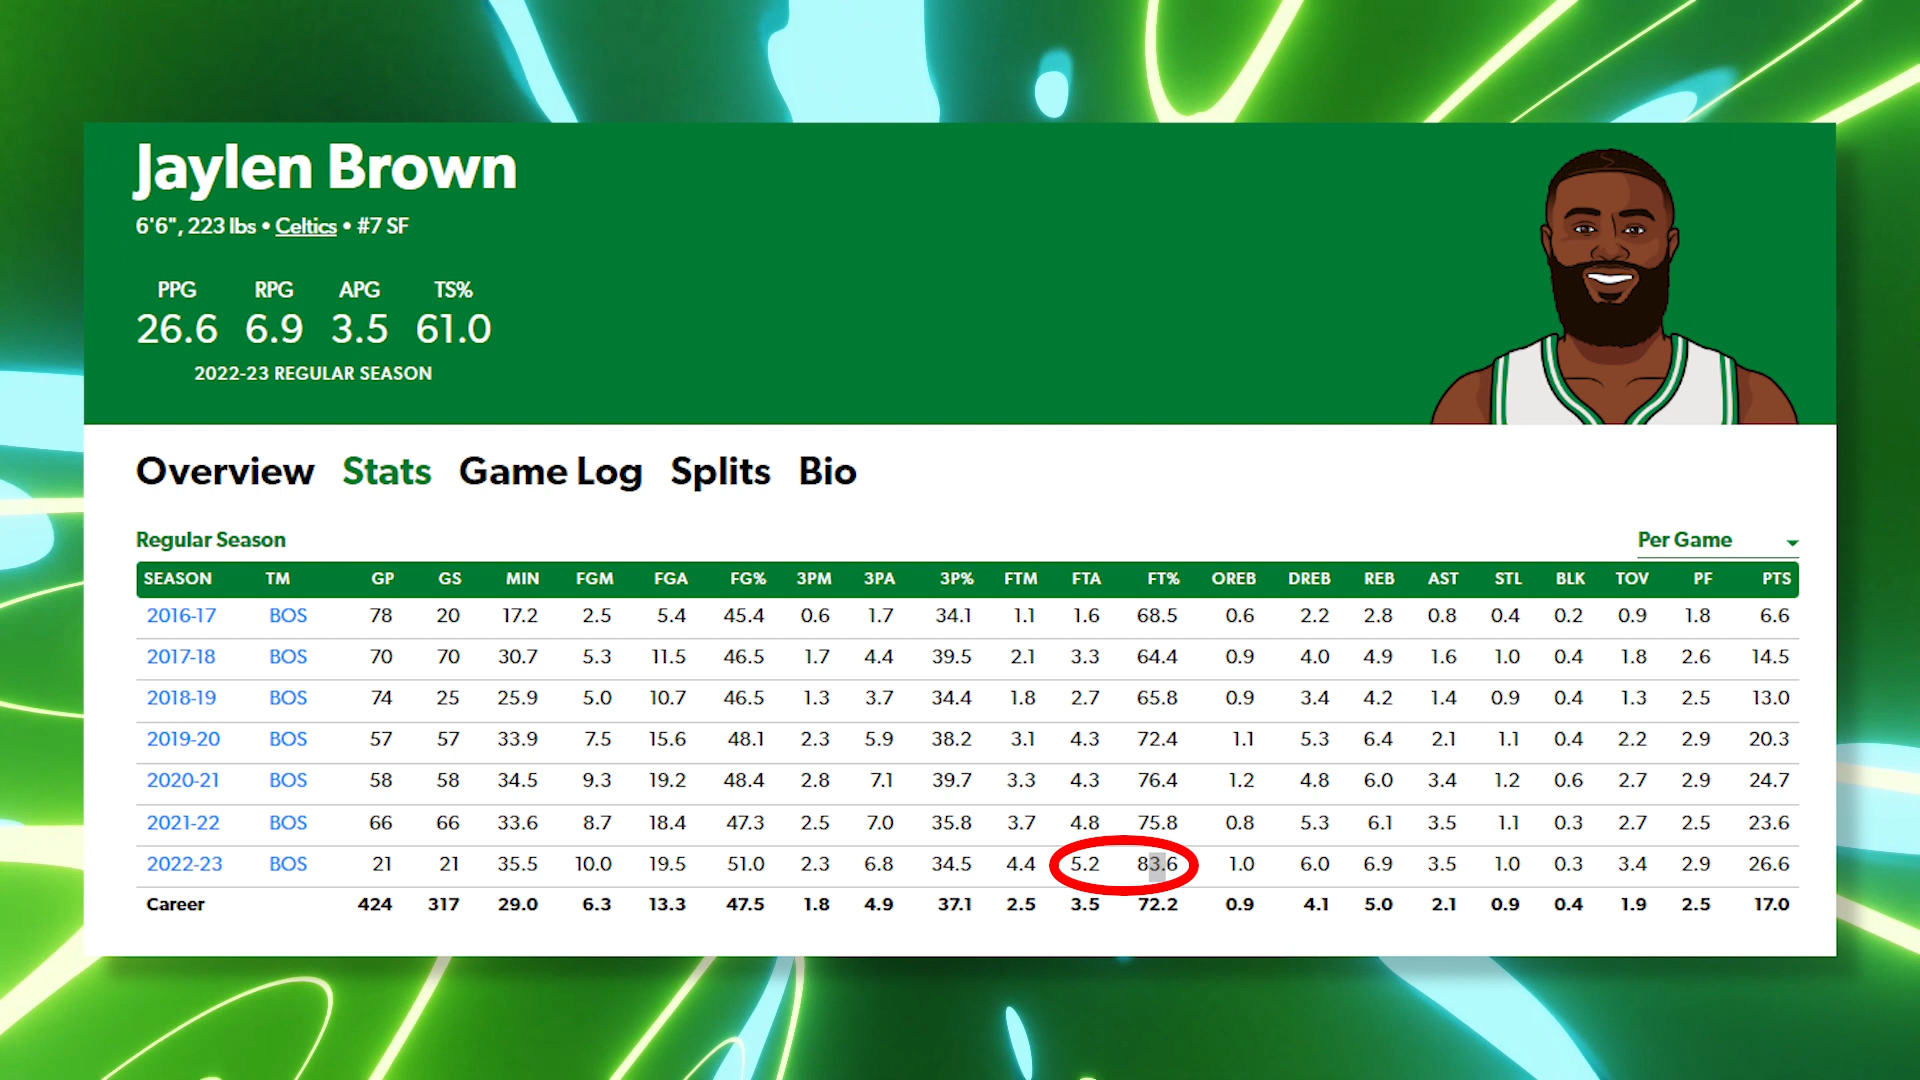 Jaylen Brown
6'6", 223 lbs • Celtics • #7 SF
PPG RPG APG TS%
26.6 6.9 3.5 61.0
2022-23 REGULAR SEASON
Overview Stats Game Log Splits Bio
Regular Season Per Game
SEASON TM GP GS MIN FGM FGA FG% 3PM 3PA 3P% FTM FTA FT% OREB DREB REB AST STL BLK TOV PF PTS
2016-17 BOS 78 20 17.2 2.5 5.4 45.4 0.6 1.7 34.1 1.1 1.6 68.5 0.6 2.2 2.8 0.8 0.4 0.2 0.9 1.8 6.6
2017-18 BOS 70 70 30.7 5.3 11.5 46.5 1.7 4.4 39.5 2.1 3.3 64.4 0.9 4.0 4.9 1.6 1.0 0.4 1.8 2.6 14.5
2018-19 BOS 74 25 25.9 5.0 10.7 46.5 1.3 3.7 34.4 1.8 2.7 65.8 0.9 3.4 4.2 1.4 0.9 0.4 1.3 2.5 13.0
2019-20 BOS 57 57 33.9 7.5 15.6 48.1 2.3 5.9 38.2 3.1 4.3 72.4 1.1 5.3 6.4 2.1 1.1 0.4 2.2 2.9 20.3
2020-21 BOS 58 58 34.5 9.3 19.2 48.4 2.8 7.1 39.7 3.3 4.3 76.4 1.2 4.8 6.0 3.4 1.2 0.6 2.7 2.9 24.7
2021-22 BOS 66 66 33.6 8.7 18.4 47.3 2.5 7.0 35.8 3.7 4.8 75.8 0.8 5.3 6.1 3.5 1.1 0.3 2.7 2.5 23.6
2022-23 BOS 21 21 35.5 10.0 19.5 51.0 2.3 6.8 34.5 4.4 5.2 83.6 1.0 6.0 6.9 3.5 1.0 0.3 3.4 2.9 26.6
Career 424 317 29.0 6.3 13.3 47.5 1.8 4.9 37.1 2.5 3.5 72.2 0.9 4.1 5.0 2.1 0.9 0.4 1.9 2.5 17.0